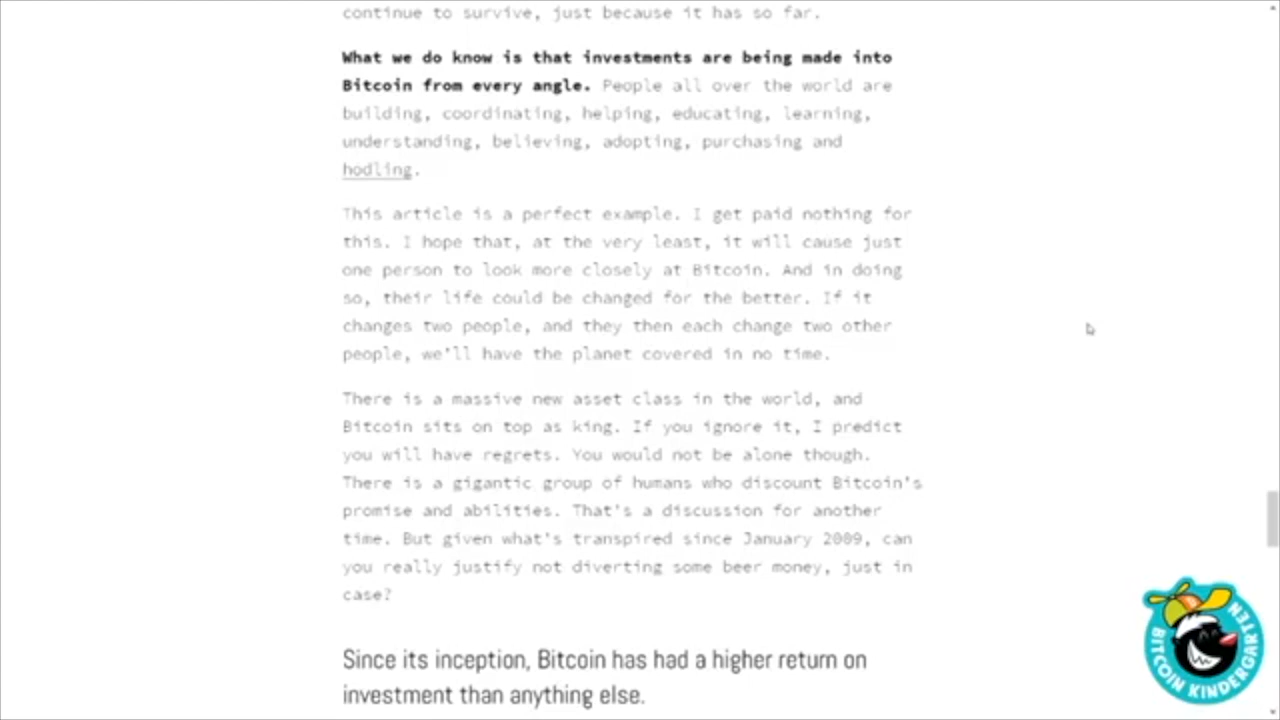 continue to survive, just because it has so far.
What we do know is that investments are being made into
Bitcoin from every angle. People all over the world are
building, coordinating, helping, educating, learning,
understanding, believing, adopting, purchasing and
hodling.
This article is a perfect example. I get paid nothing for
this. I hope that, at the very least, it will cause just
one person to look more closely at Bitcoin. And in doing
so, their life could be changed for the better. If it
changes two people, and they then each change two other
people, we'll have the planet covered in no time.
There is a massive new asset class in the world, and
Bitcoin sits on top as king. If you ignore it, I predict
you will have regrets. You would not be alone though.
There is a gigantic group of humans who discount Bitcoin's
promise and abilities. That's a discussion for another
time. But given what's transpired since January 2009, can
you really justify not diverting some beer money, just in
case?
Since its inception, Bitcoin has had a higher return on
investment than anything else.
BITCOIN KINDERGARTEN